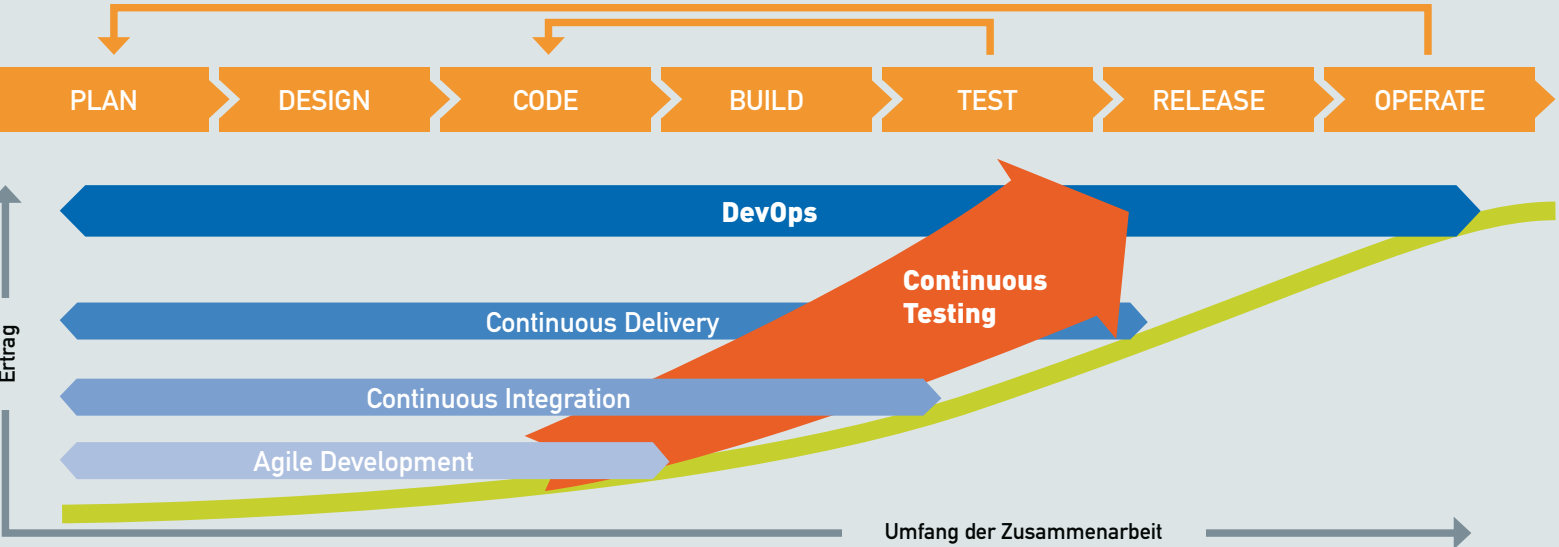 PLAN
DESIGN
CODE
BUILD
TEST
RELEASE
OPERATE
DevOps
Continuous
Testing
Continuous Delivery
Continuous Integration
Agile Development
Ertrag
Umfang der Zusammenarbeit